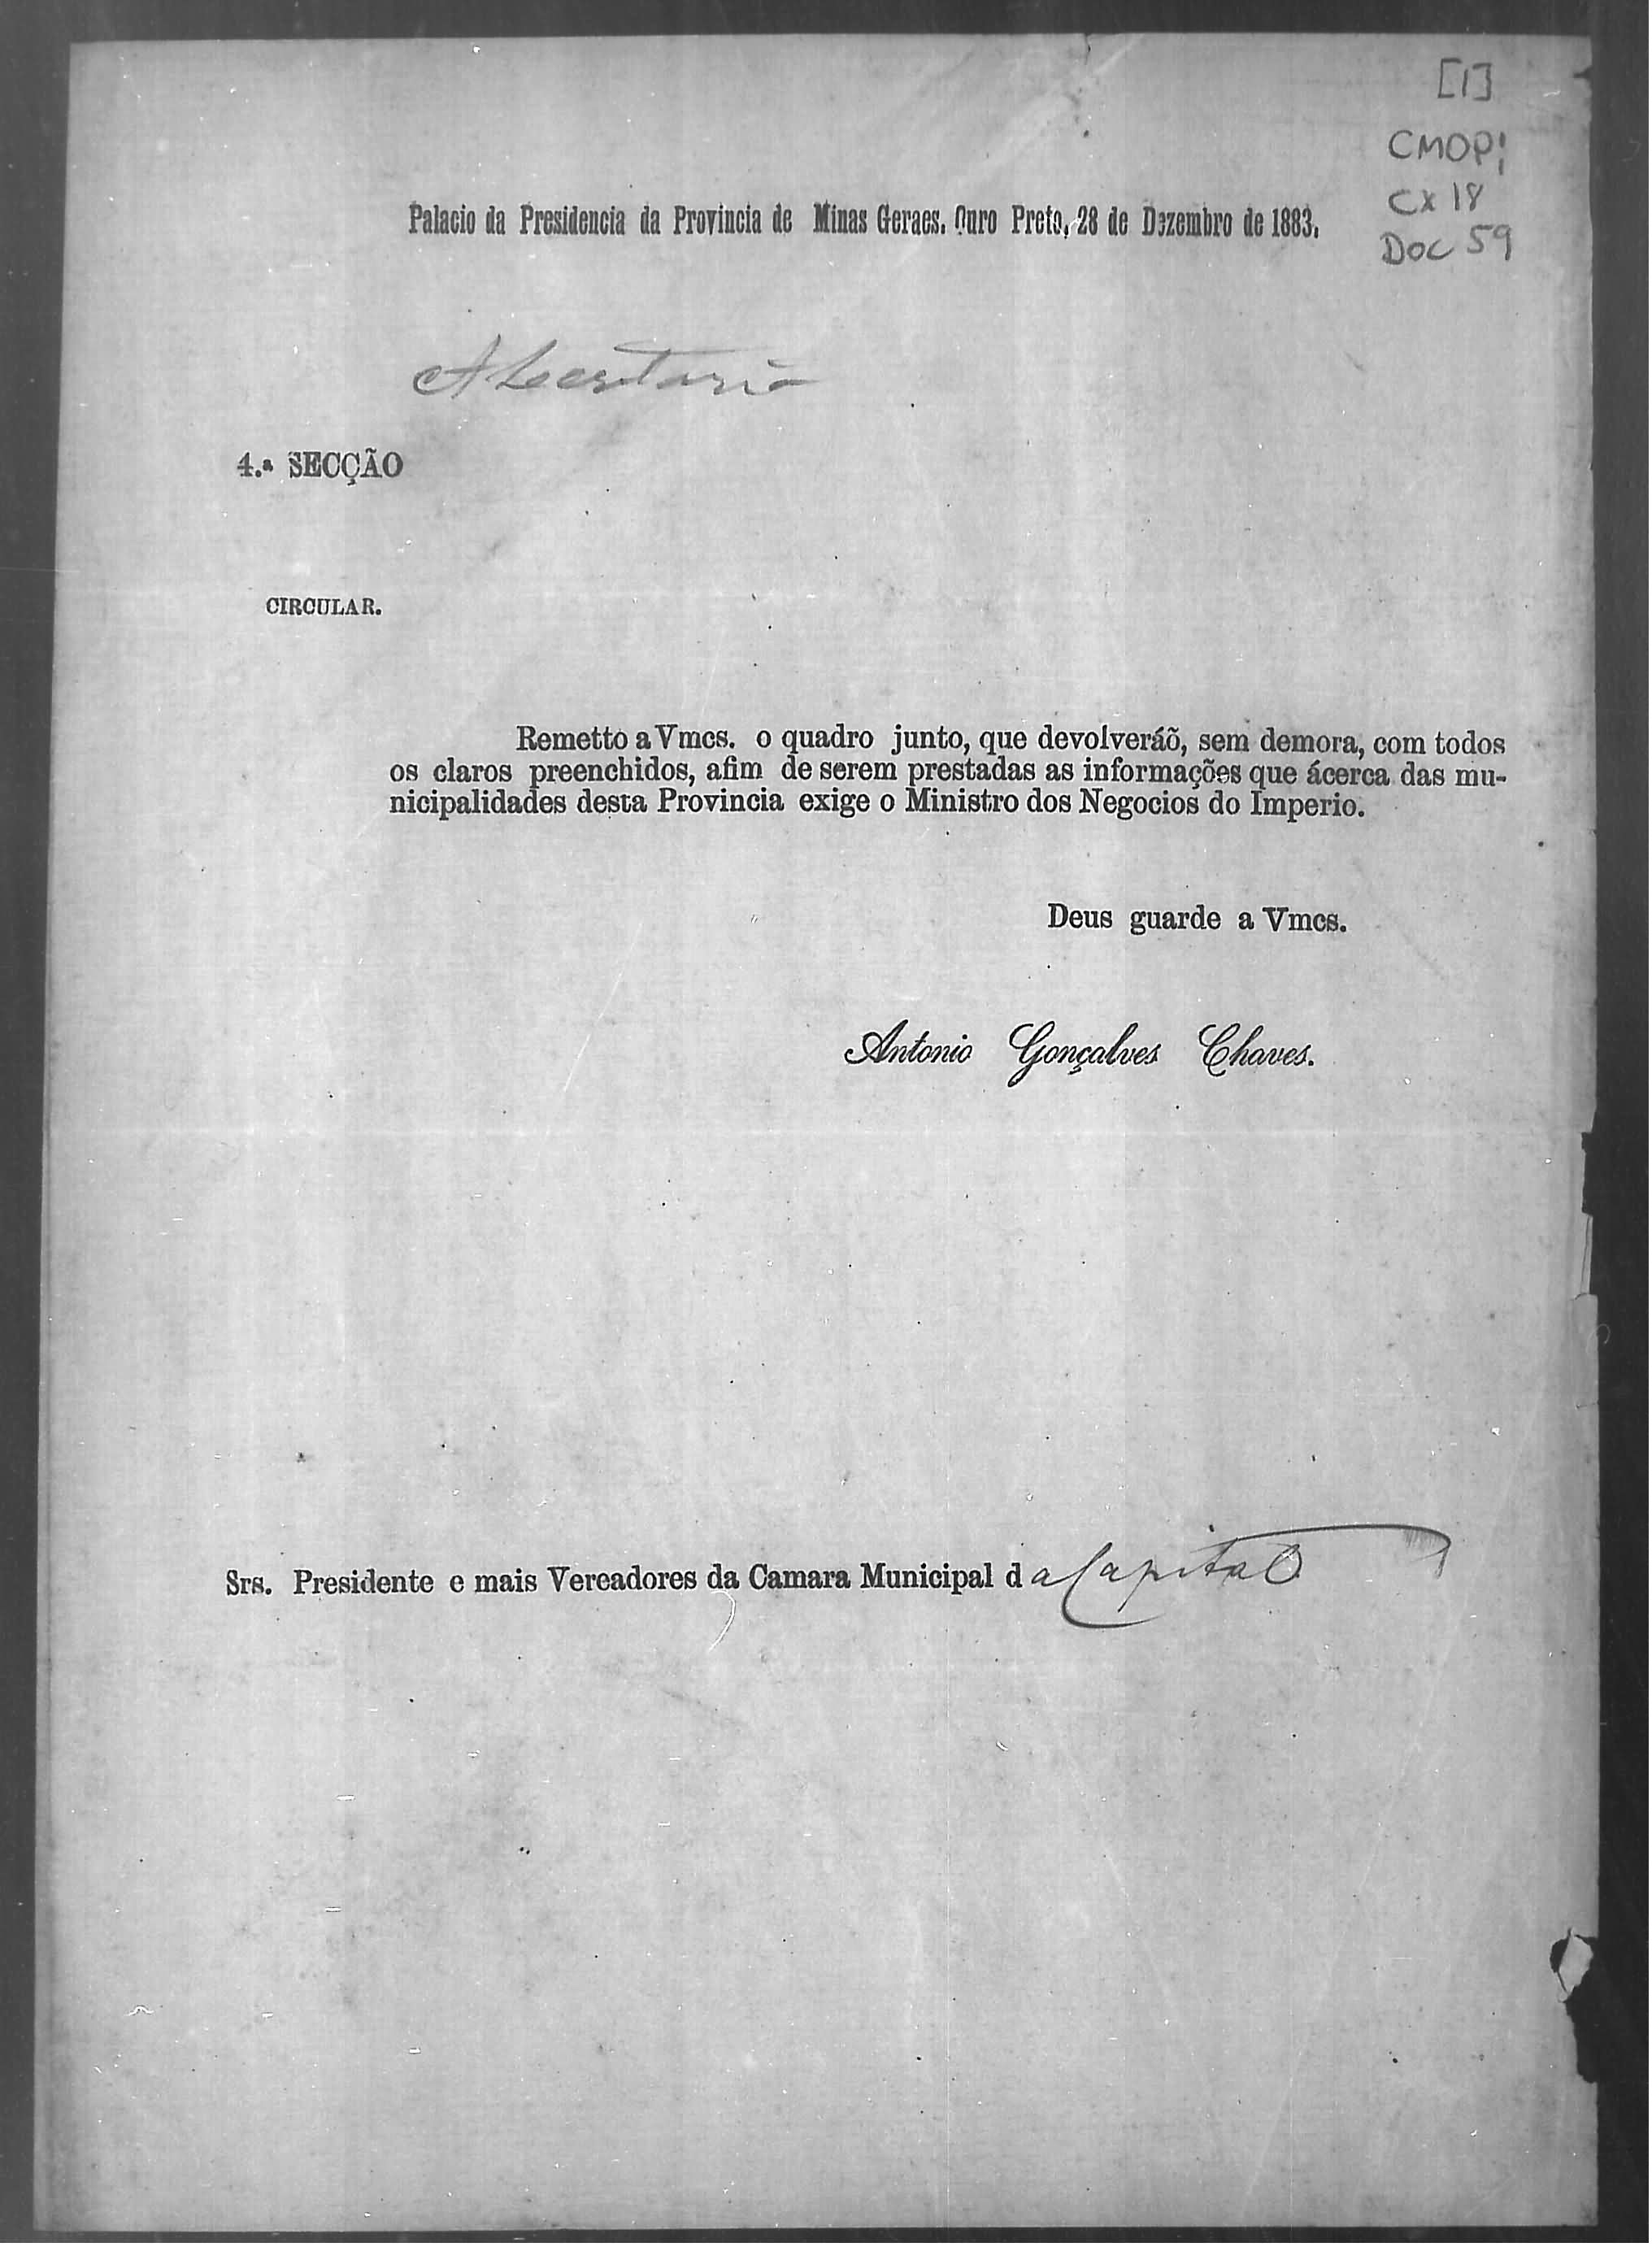 [1]
CMOP¦
CX 18
DOC 59
Palacio da Presidencia da Provincia de Minas Geraes. Ouro Preto, 28 de Dezembro de 1883.
4.ª SECÇÃO
CIRCULAR.
Remetto a Vmcs. o quadro junto, que devolveráõ, sem demora, com todos
os claros preenchidos, afim de serem prestadas as informações que ácerca das mu-
nicipalidades desta Provincia exige o Ministro dos Negocios do Imperio.
Deus guarde a Vmcs.
Antonio Gonçalves Chaves.
Srs. Presidente e mais Vereadores da Camara Municipal da Capital